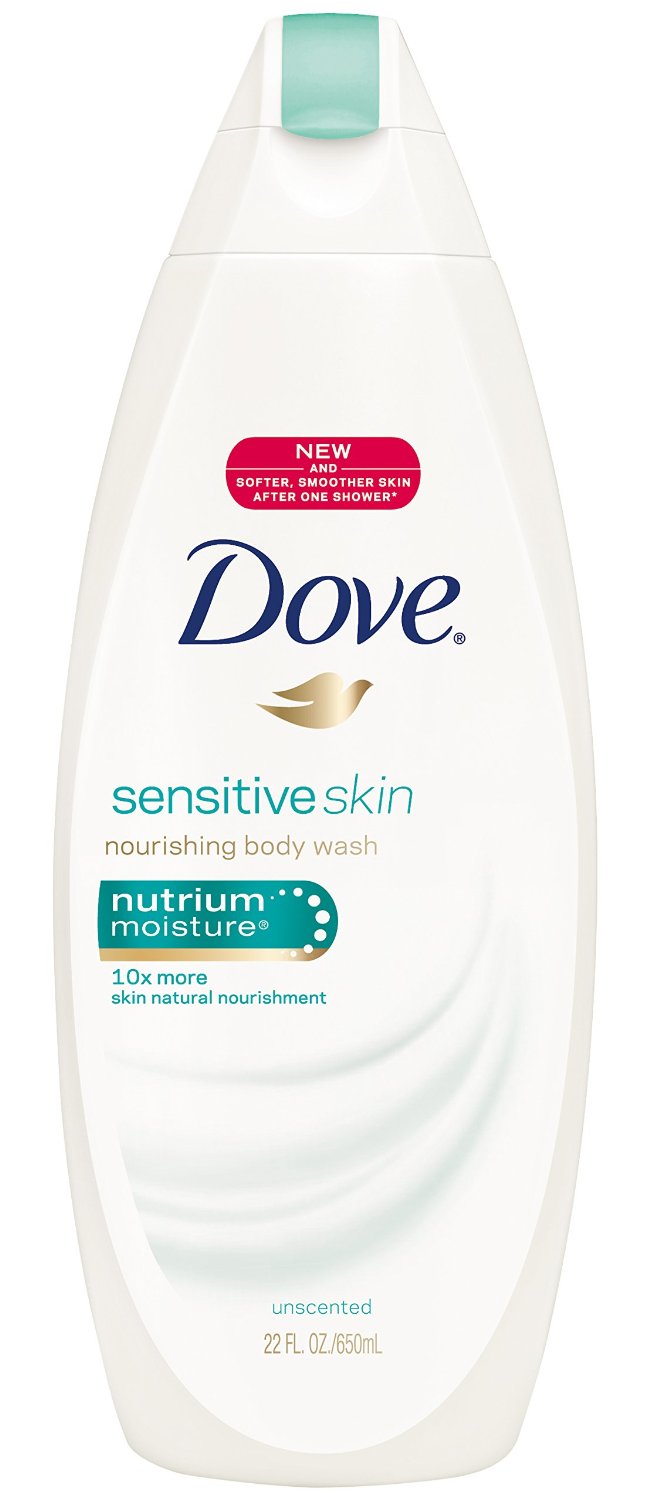 NEW
AND
SOFTER, SMOOTHER SKIN
AFTER ONE SHOWER*
Dove®
sensitive skin
nourishing body wash
nutrium
moisture®
10x more
skin natural nourishment
unscented
22 FL. OZ./650mL